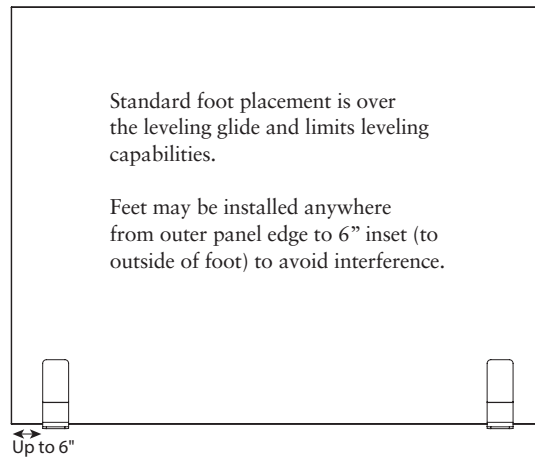 Standard foot placement is over
the leveling glide and limits leveling
capabilities.
Feet may be installed anywhere
from outer panel edge to 6” inset (to
outside of foot) to avoid interference.
Up to 6"